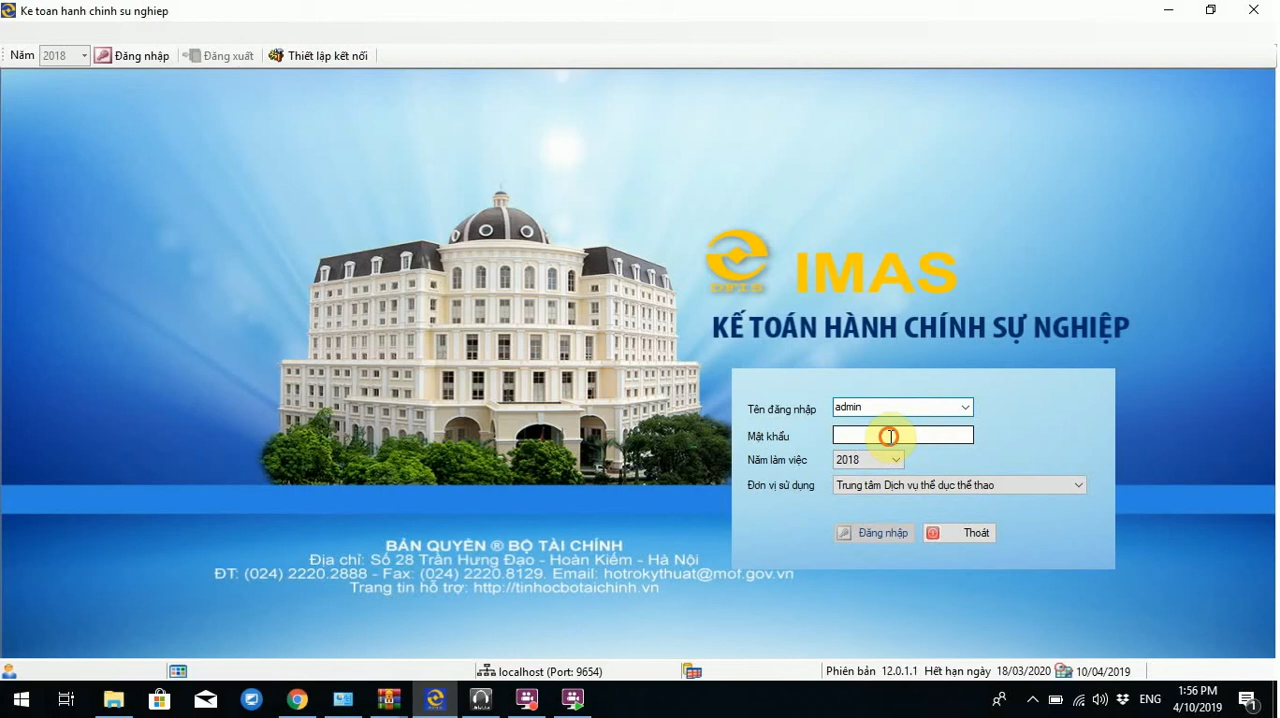 Ke toan hanh chinh su nghiep
Năm 2018 Đăng nhập Đăng xuất Thiết lập kết nối
DFIS IMAS
KẾ TOÁN HÀNH CHÍNH SỰ NGHIỆP
Tên đăng nhập admin
Mật khẩu
Năm làm việc 2018
Đơn vị sử dụng Trung tâm Dịch vụ thể dục thể thao
Đăng nhập Thoát
BẢN QUYỀN ® BỘ TÀI CHÍNH
Địa chỉ: Số 28 Trần Hưng Đạo - Hoàn Kiếm - Hà Nội
ĐT: (024) 2220.2888 - Fax: (024) 2220.8129. Email: hotrokythuat@mof.gov.vn
Trang tin hỗ trợ: http://tinhocbotaichinh.vn
localhost (Port: 9654) Phiên bản 12.0.1.1 Hết hạn ngày 18/03/2020 10/04/2019
ENG 1:56 PM
4/10/2019 1